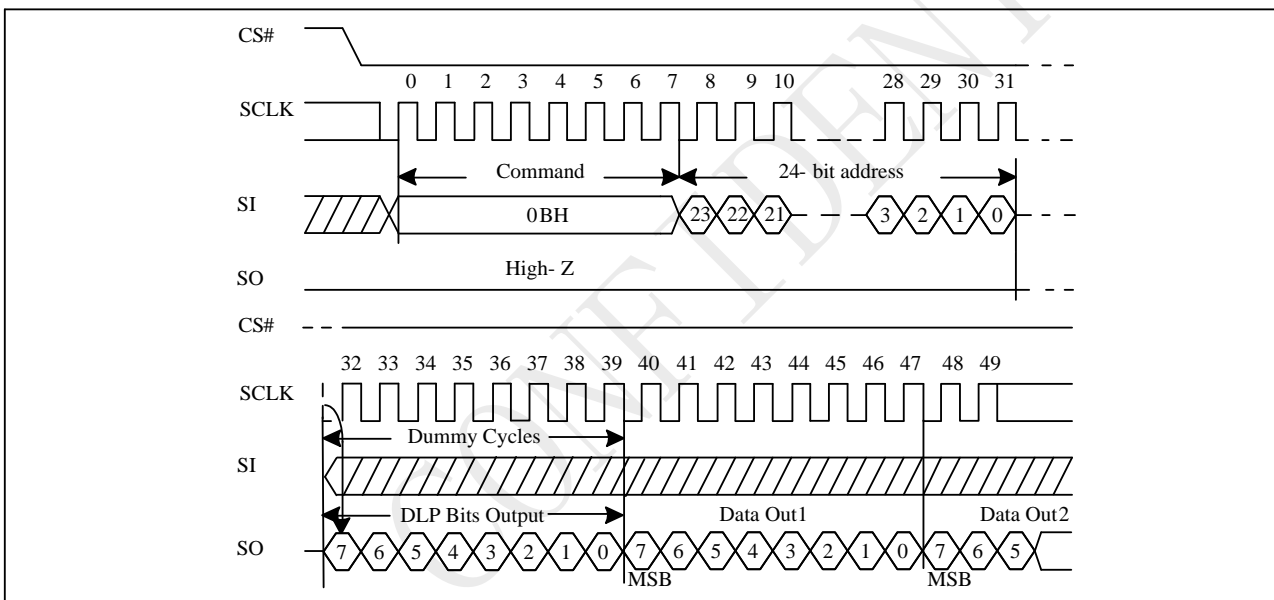 CS#
0 1 2 3 4 5 6 7 8 9 10 28 29 30 31
SCLK
Command 24- bit address
SI 0BH 23 22 21 3 2 1 0
High- Z
SO
CS#
32 33 34 35 36 37 38 39 40 41 42 43 44 45 46 47 48 49
SCLK
Dummy Cycles
SI
DLP Bits Output Data Out1 Data Out2
SO 7 6 5 4 3 2 1 0 7 6 5 4 3 2 1 0 7 6 5
MSB MSB
CONFIDENT